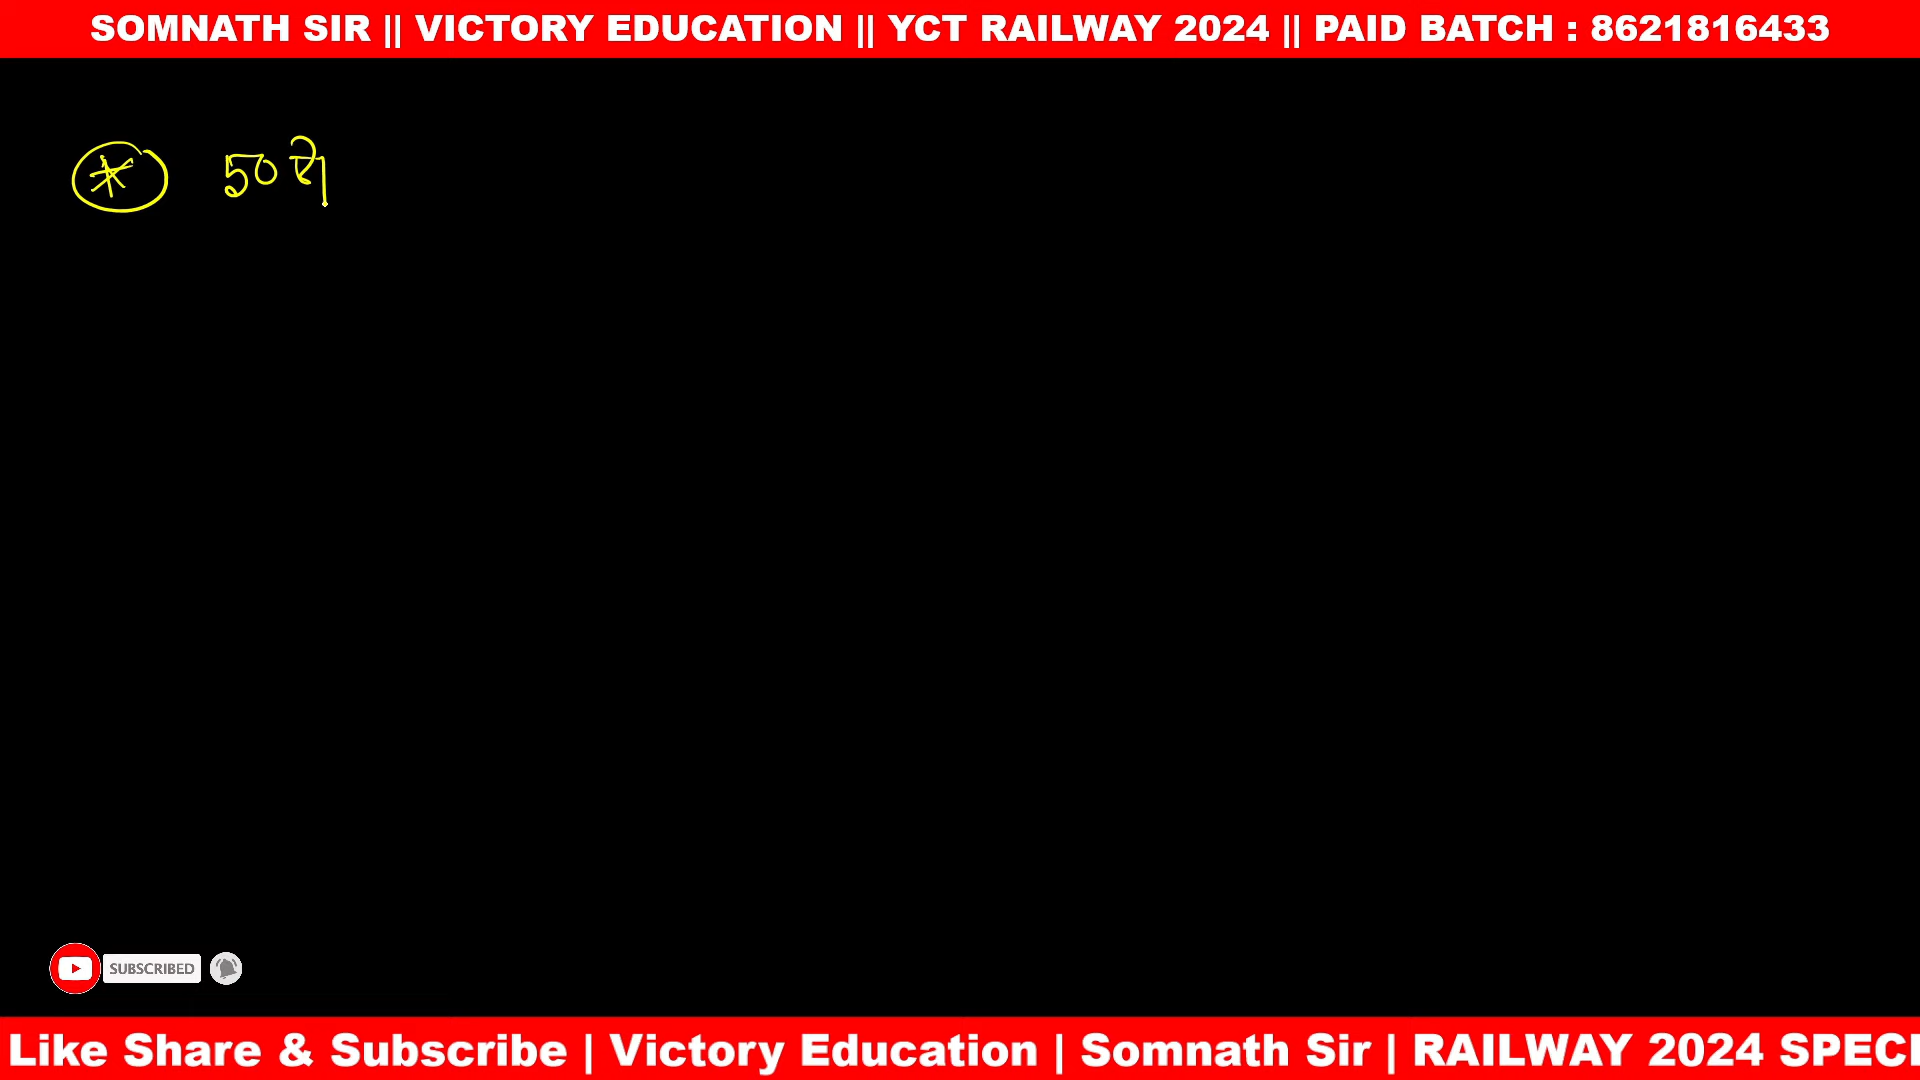 SOMNATH SIR || VICTORY EDUCATION || YCT RAILWAY 2024 || PAID BATCH : 8621816433
* 50 से
SUBSCRIBED
Like Share & Subscribe | Victory Education | Somnath Sir | RAILWAY 2024 SPECI